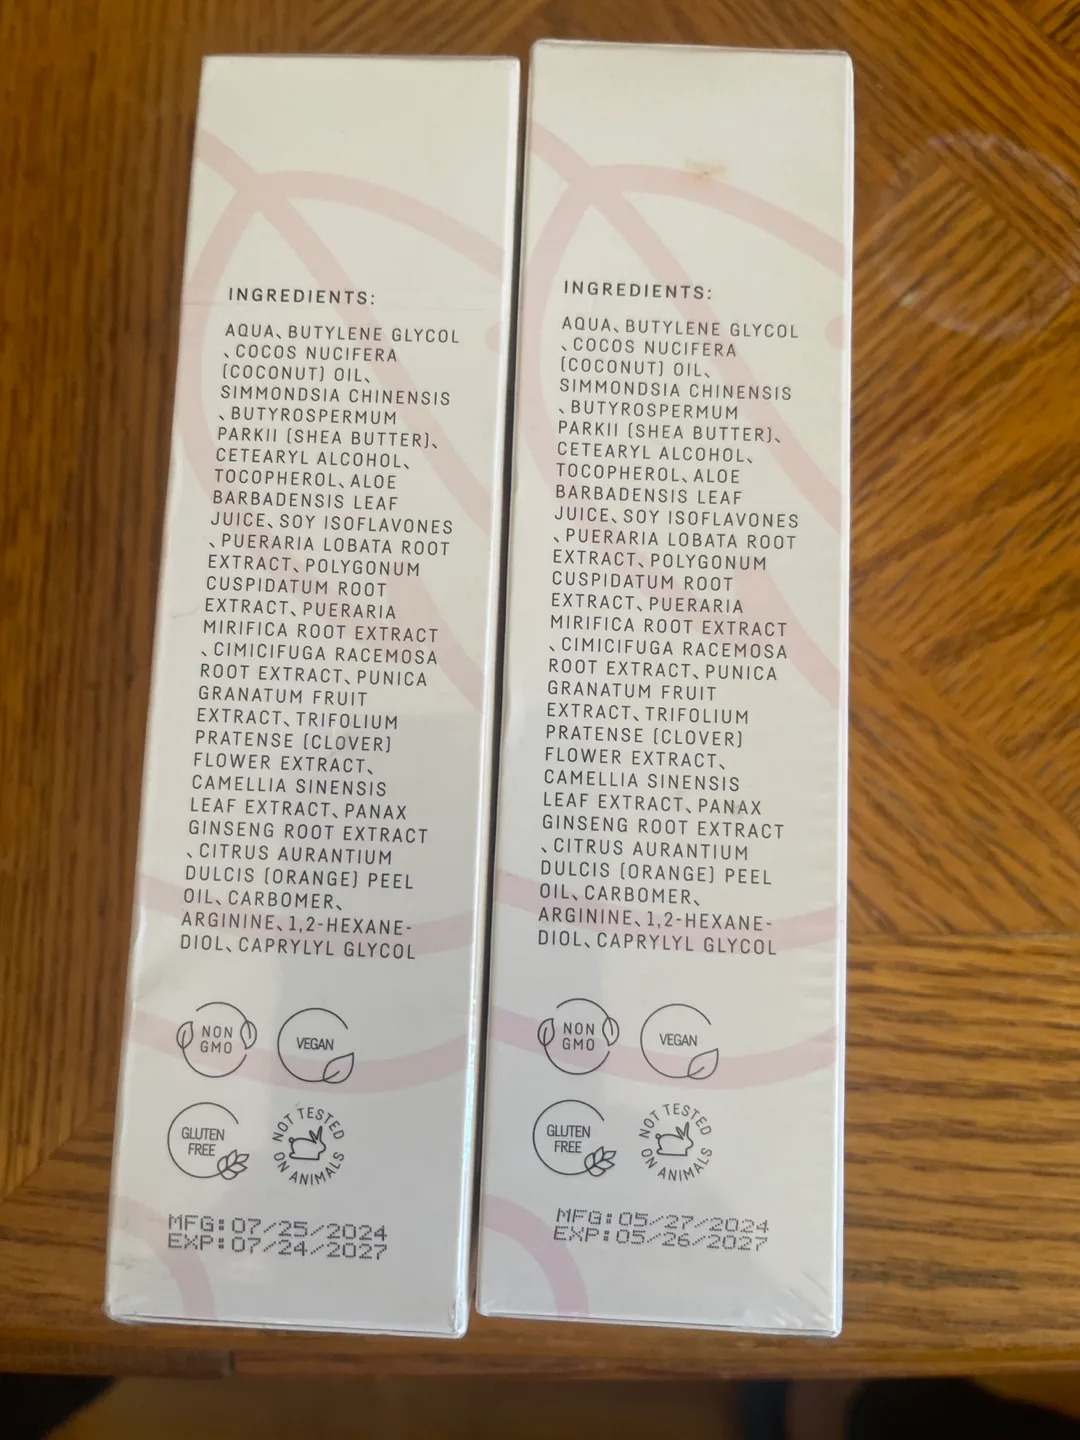 INGREDIENTS:
AQUA、BUTYLENE GLYCOL
、COCOS NUCIFERA
(COCONUT) OIL、
SIMMONDSIA CHINENSIS
、BUTYROSPERMUM
PARKII (SHEA BUTTER)、
CETEARYL ALCOHOL、
TOCOPHEROL、ALOE
BARBADENSIS LEAF
JUICE、SOY ISOFLAVONES
、PUERARIA LOBATA ROOT
EXTRACT、POLYGONUM
CUSPIDATUM ROOT
EXTRACT、PUERARIA
MIRIFICA ROOT EXTRACT
、CIMICIFUGA RACEMOSA
ROOT EXTRACT、PUNICA
GRANATUM FRUIT
EXTRACT、TRIFOLIUM
PRATENSE (CLOVER)
FLOWER EXTRACT、
CAMELLIA SINENSIS
LEAF EXTRACT、PANAX
GINSENG ROOT EXTRACT
、CITRUS AURANTIUM
DULCIS (ORANGE) PEEL
OIL、CARBOMER、
ARGININE、1,2-HEXANE-
DIOL、CAPRYLYL GLYCOL
NON
GMO
VEGAN
GLUTEN
FREE
NOT TESTED
ON ANIMALS
MFG:07/25/2024
EXP:07/24/2027
INGREDIENTS:
AQUA、BUTYLENE GLYCOL
、COCOS NUCIFERA
(COCONUT) OIL、
SIMMONDSIA CHINENSIS
、BUTYROSPERMUM
PARKII (SHEA BUTTER)、
CETEARYL ALCOHOL、
TOCOPHEROL、ALOE
BARBADENSIS LEAF
JUICE、SOY ISOFLAVONES
、PUERARIA LOBATA ROOT
EXTRACT、POLYGONUM
CUSPIDATUM ROOT
EXTRACT、PUERARIA
MIRIFICA ROOT EXTRACT
、CIMICIFUGA RACEMOSA
ROOT EXTRACT、PUNICA
GRANATUM FRUIT
EXTRACT、TRIFOLIUM
PRATENSE (CLOVER)
FLOWER EXTRACT、
CAMELLIA SINENSIS
LEAF EXTRACT、PANAX
GINSENG ROOT EXTRACT
、CITRUS AURANTIUM
DULCIS (ORANGE) PEEL
OIL、CARBOMER、
ARGININE、1,2-HEXANE-
DIOL、CAPRYLYL GLYCOL
NON
GMO
VEGAN
GLUTEN
FREE
NOT TESTED
ON ANIMALS
MFG:05/27/2024
EXP:05/26/2027